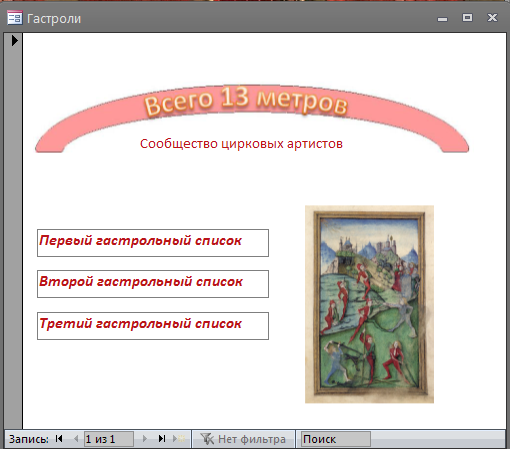 Гастроли
Всего 13 метров
Сообщество цирковых артистов
Первый гастрольный список
Второй гастрольный список
Третий гастрольный список
Запись: 1 из 1 Нет фильтра Поиск